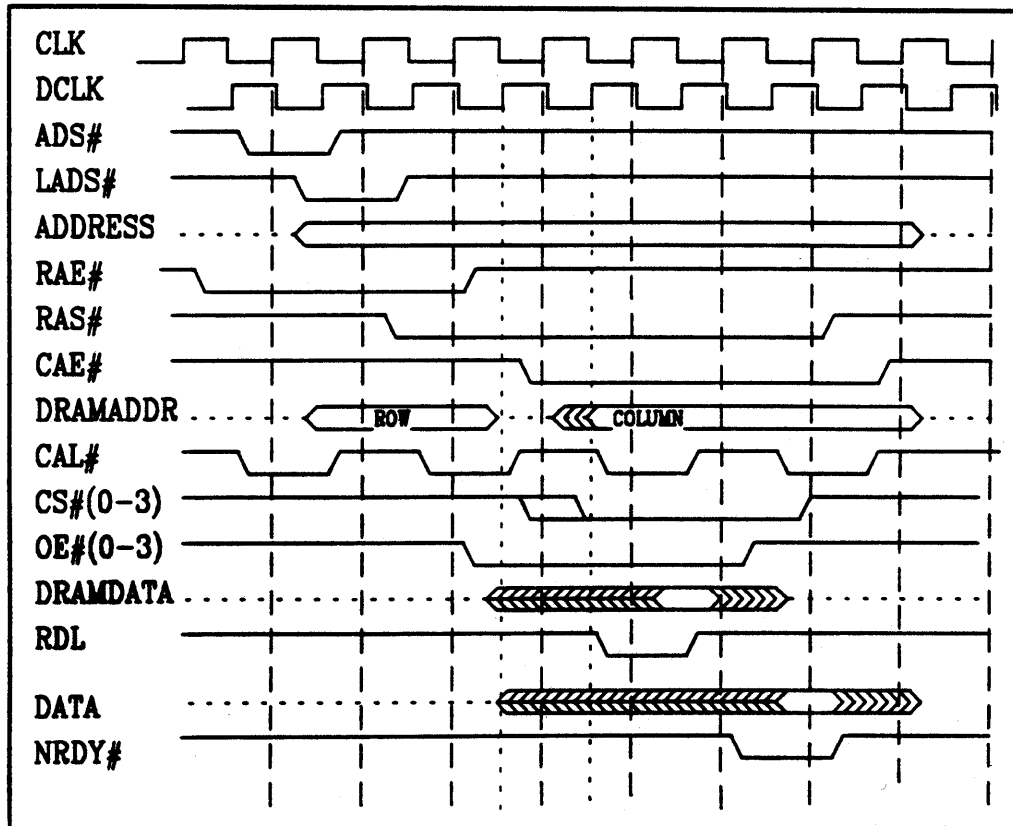 CLK
DCLK
ADS#
LADS#
ADDRESS
RAE#
RAS#
CAE#
DRAMADDR ROW COLUMN
CAL#
CS#(0-3)
OE#(0-3)
DRAMDATA
RDL
DATA
NRDY#